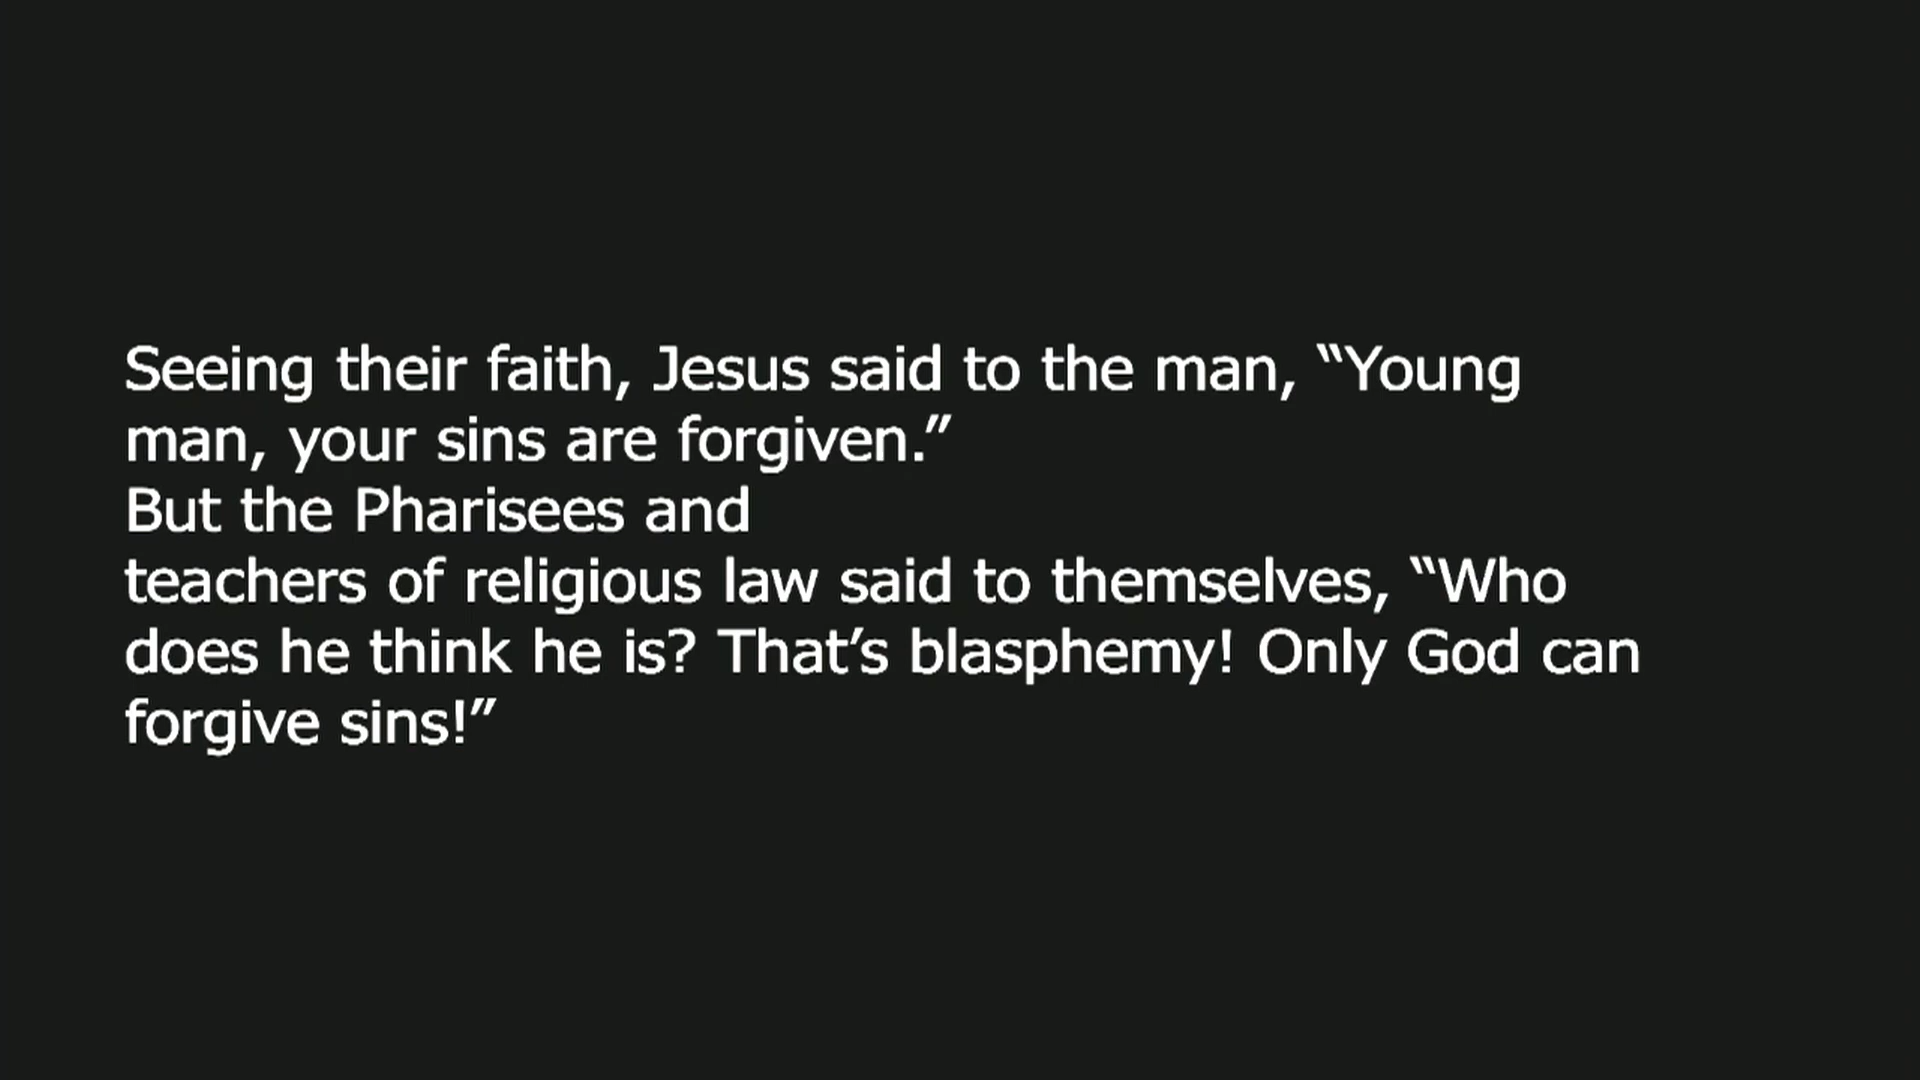 Seeing their faith, Jesus said to the man, “Young
man, your sins are forgiven.”
But the Pharisees and
teachers of religious law said to themselves, “Who
does he think he is? That’s blasphemy! Only God can
forgive sins!”